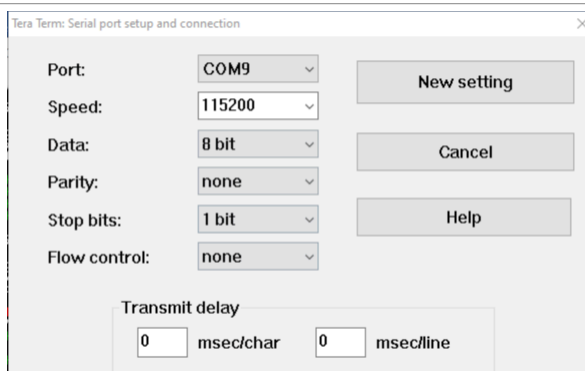 Tera Term: Serial port setup and connection
Port: COM9
New setting
Speed: 115200
Data: 8 bit
Cancel
Parity: none
Stop bits: 1 bit
Help
Flow control: none
Transmit delay
0 msec/char 0 msec/line